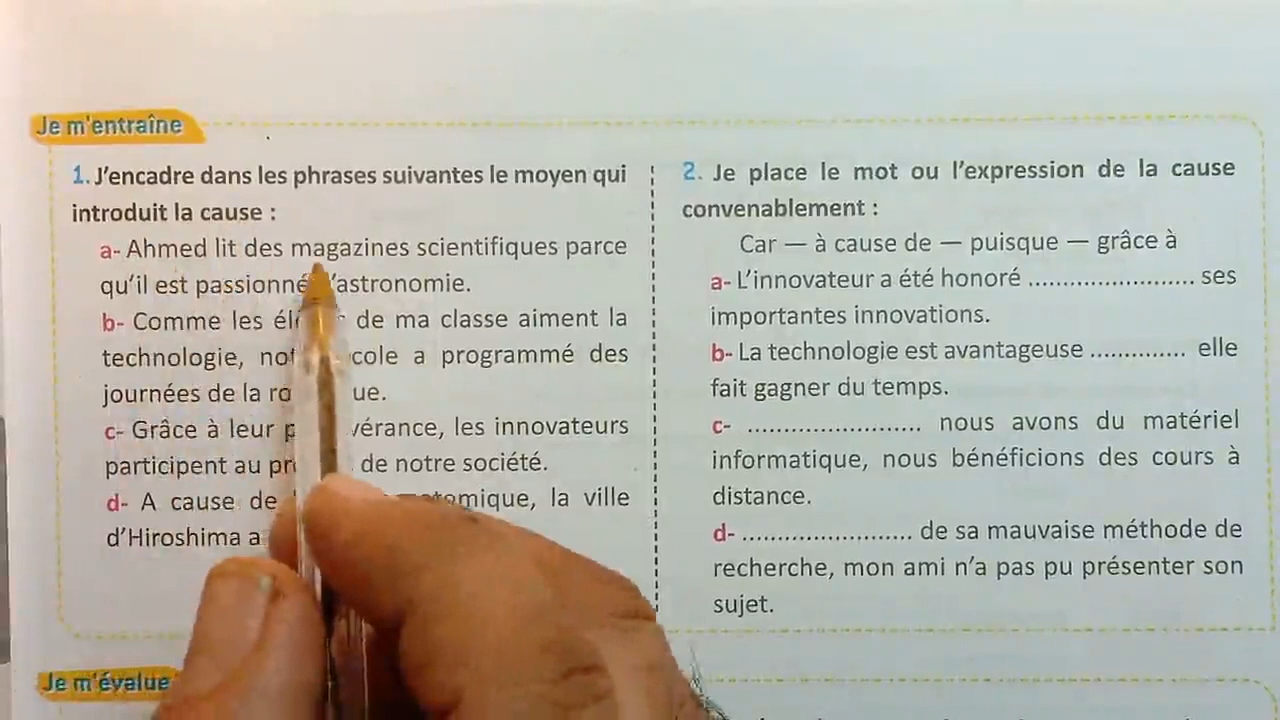 Je m'entraîne
1. J'encadre dans les phrases suivantes le moyen qui
introduit la cause :
a- Ahmed lit des magazines scientifiques parce
qu'il est passionné d'astronomie.
b- Comme les de ma classe aiment la
technologie, a programmé des
journées de la
c- Grâce à leur les innovateurs
participent au de notre société.
d- A cause de la ville
d'Hiroshima a
2. Je place le mot ou l'expression de la cause
convenablement :
Car — à cause de — puisque — grâce à
a- L'innovateur a été honoré ........................ ses
importantes innovations.
b- La technologie est avantageuse .............. elle
fait gagner du temps.
c- ......................... nous avons du matériel
informatique, nous bénéficions des cours à
distance.
d- ......................... de sa mauvaise méthode de
recherche, mon ami n'a pas pu présenter son
sujet.
Je m'évalue